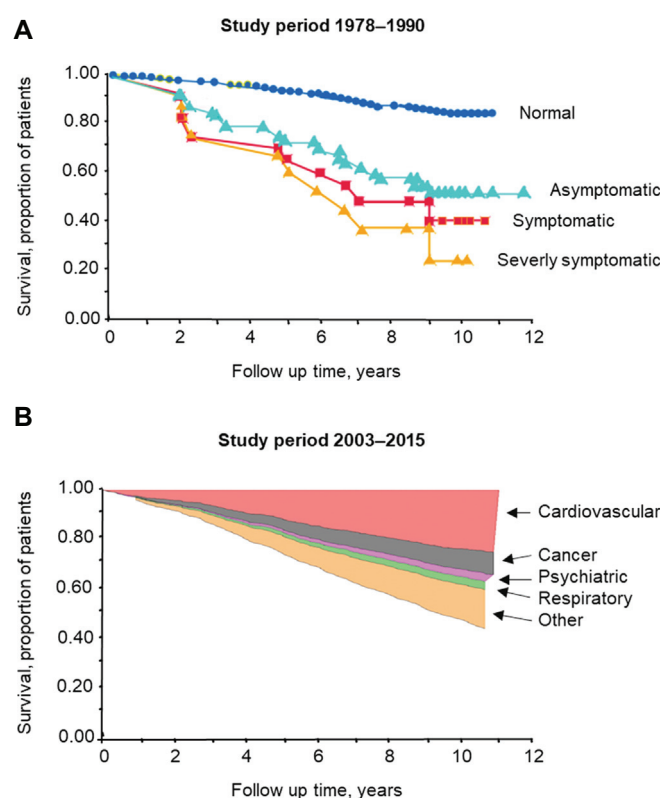 A
Study period 1978–1990
Survival, proportion of patients
1.00
0.80
0.60
0.40
0.20
0.00
Normal
Asymptomatic
Symptomatic
Severly symptomatic
0 2 4 6 8 10 12
Follow up time, years
B
Study period 2003–2015
Survival, proportion of patients
1.00
0.80
0.60
0.40
0.20
0.00
Cardiovascular
Cancer
Psychiatric
Respiratory
Other
0 2 4 6 8 10 12
Follow up time, years